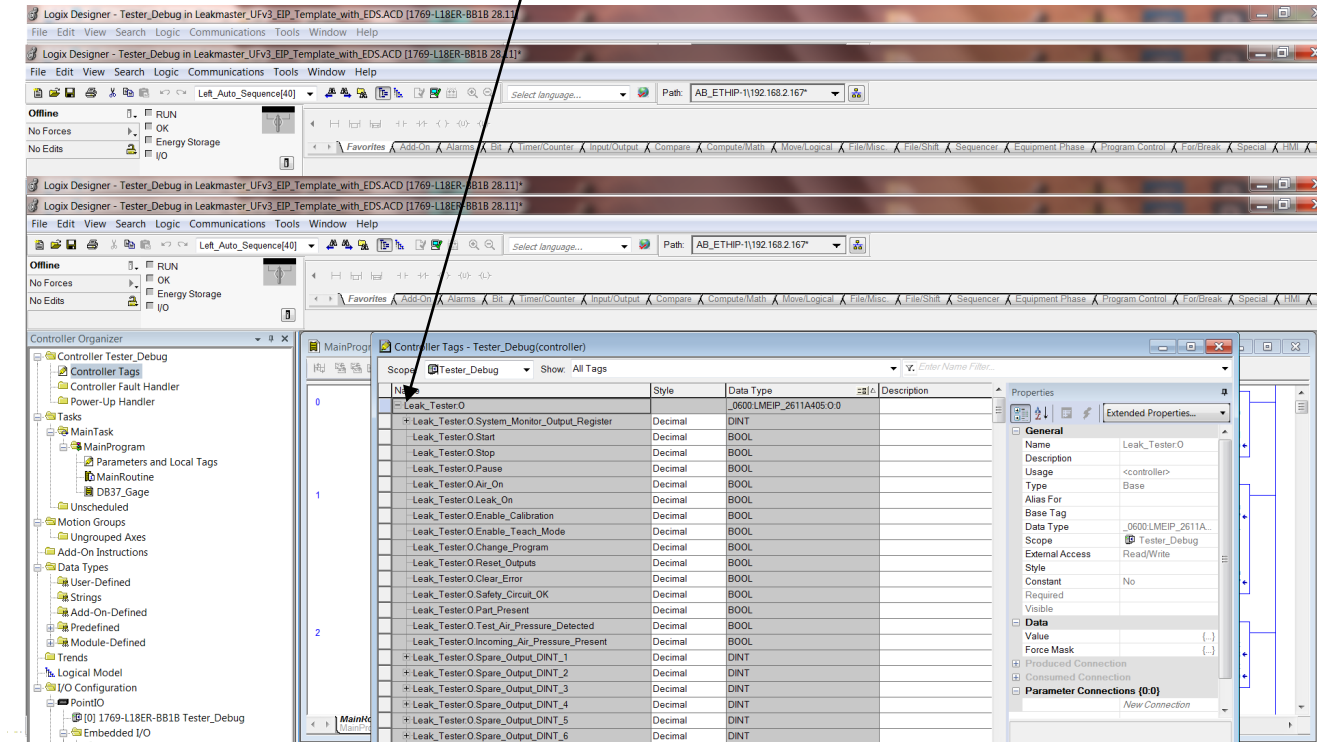 Logix Designer - Tester_Debug in Leakmaster_UFv3_EIP_Template_with_EDS.ACD [1769-L18ER-BB1B 28.11]*
File Edit View Search Logic Communications Tools Window Help
Logix Designer - Tester_Debug in Leakmaster_UFv3_EIP_Template_with_EDS.ACD [1769-L18ER-BB1B 28.11]*
File Edit View Search Logic Communications Tools Window Help
Left_Auto_Sequence[40] Select language... Path: AB_ETHIP-1\192.168.2.167*
Offline RUN
No Forces OK
Energy Storage
No Edits I/O
Favorites Add-On Alarms Bit Timer/Counter Input/Output Compare Compute/Math Move/Logical File/Misc. File/Shift Sequencer Equipment Phase Program Control For/Break Special HMI
Logix Designer - Tester_Debug in Leakmaster_UFv3_EIP_Template_with_EDS.ACD [1769-L18ER-BB1B 28.11]*
Logix Designer - Tester_Debug in Leakmaster_UFv3_EIP_Template_with_EDS.ACD [1769-L18ER-BB1B 28.11]*
File Edit View Search Logic Communications Tools Window Help
Left_Auto_Sequence[40] Select language... Path: AB_ETHIP-1\192.168.2.167*
Offline RUN
No Forces OK
Energy Storage
No Edits I/O
Favorites Add-On Alarms Bit Timer/Counter Input/Output Compare Compute/Math Move/Logical File/Misc. File/Shift Sequencer Equipment Phase Program Control For/Break Special HMI
Controller Organizer
Controller Tester_Debug
Controller Tags
Controller Fault Handler
Power-Up Handler
Tasks
MainTask
MainProgram
Parameters and Local Tags
MainRoutine
DB37_Gage
Unscheduled
Motion Groups
Ungrouped Axes
Add-On Instructions
Data Types
User-Defined
Strings
Add-On-Defined
Predefined
Module-Defined
Trends
Logical Model
I/O Configuration
PointIO
[0] 1769-L18ER-BB1B Tester_Debug
Embedded I/O
MainProgr
0
1
2
MainRo
MainPro
Controller Tags - Tester_Debug(controller)
Scope: Tester_Debug Show: All Tags Enter Name Filter...
Name Style Data Type Description
Leak_Tester:O _0600:LMEIP_2611A405:O:0
Leak_Tester:O.System_Monitor_Output_Register Decimal DINT
Leak_Tester:O.Start Decimal BOOL
Leak_Tester:O.Stop Decimal BOOL
Leak_Tester:O.Pause Decimal BOOL
Leak_Tester:O.Air_On Decimal BOOL
Leak_Tester:O.Leak_On Decimal BOOL
Leak_Tester:O.Enable_Calibration Decimal BOOL
Leak_Tester:O.Enable_Teach_Mode Decimal BOOL
Leak_Tester:O.Change_Program Decimal BOOL
Leak_Tester:O.Reset_Outputs Decimal BOOL
Leak_Tester:O.Clear_Error Decimal BOOL
Leak_Tester:O.Safety_Circuit_OK Decimal BOOL
Leak_Tester:O.Part_Present Decimal BOOL
Leak_Tester:O.Test_Air_Pressure_Detected Decimal BOOL
Leak_Tester:O.Incoming_Air_Pressure_Present Decimal BOOL
Leak_Tester:O.Spare_Output_DINT_1 Decimal DINT
Leak_Tester:O.Spare_Output_DINT_2 Decimal DINT
Leak_Tester:O.Spare_Output_DINT_3 Decimal DINT
Leak_Tester:O.Spare_Output_DINT_4 Decimal DINT
Leak_Tester:O.Spare_Output_DINT_5 Decimal DINT
Leak_Tester:O.Spare_Output_DINT_6 Decimal DINT
Properties
Extended Properties...
General
Name Leak_Tester:O
Description
Usage <controller>
Type Base
Alias For
Base Tag
Data Type _0600:LMEIP_2611A...
Scope Tester_Debug
External Access Read/Write
Style
Constant No
Required
Visible
Data
Value {...}
Force Mask {...}
Produced Connection
Consumed Connection
Parameter Connections {0:0}
New Connection